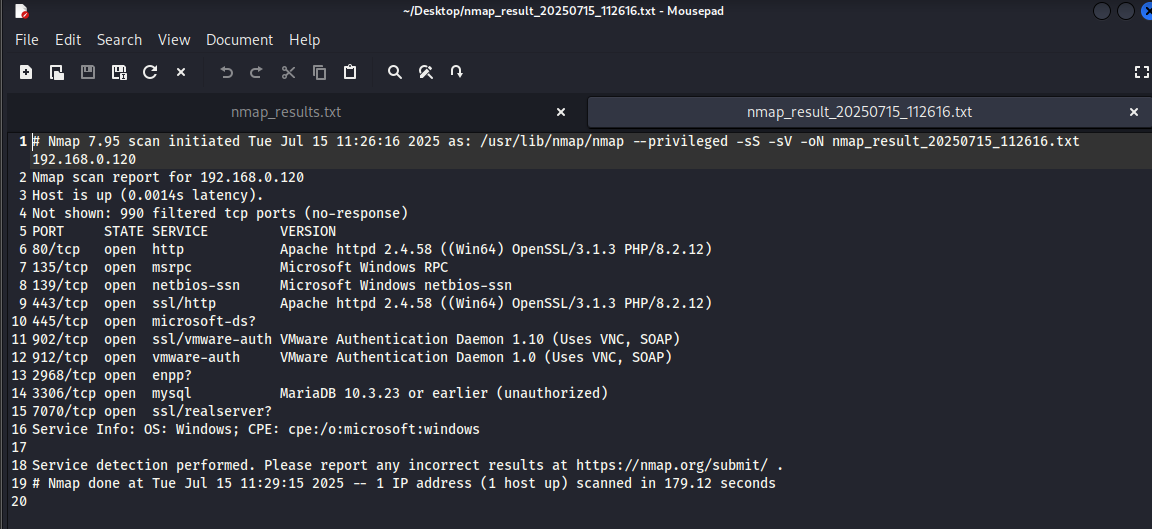 ~/Desktop/nmap_result_20250715_112616.txt - Mousepad
File Edit Search View Document Help
nmap_results.txt
nmap_result_20250715_112616.txt
1 # Nmap 7.95 scan initiated Tue Jul 15 11:26:16 2025 as: /usr/lib/nmap/nmap --privileged -sS -sV -oN nmap_result_20250715_112616.txt
192.168.0.120
2 Nmap scan report for 192.168.0.120
3 Host is up (0.0014s latency).
4 Not shown: 990 filtered tcp ports (no-response)
5 PORT     STATE SERVICE         VERSION
6 80/tcp   open  http            Apache httpd 2.4.58 ((Win64) OpenSSL/3.1.3 PHP/8.2.12)
7 135/tcp  open  msrpc           Microsoft Windows RPC
8 139/tcp  open  netbios-ssn     Microsoft Windows netbios-ssn
9 443/tcp  open  ssl/http        Apache httpd 2.4.58 ((Win64) OpenSSL/3.1.3 PHP/8.2.12)
10 445/tcp  open  microsoft-ds?
11 902/tcp  open  ssl/vmware-auth VMware Authentication Daemon 1.10 (Uses VNC, SOAP)
12 912/tcp  open  vmware-auth     VMware Authentication Daemon 1.0 (Uses VNC, SOAP)
13 2968/tcp open  enpp?
14 3306/tcp open  mysql           MariaDB 10.3.23 or earlier (unauthorized)
15 7070/tcp open  ssl/realserver?
16 Service Info: OS: Windows; CPE: cpe:/o:microsoft:windows
17
18 Service detection performed. Please report any incorrect results at https://nmap.org/submit/ .
19 # Nmap done at Tue Jul 15 11:29:15 2025 -- 1 IP address (1 host up) scanned in 179.12 seconds
20